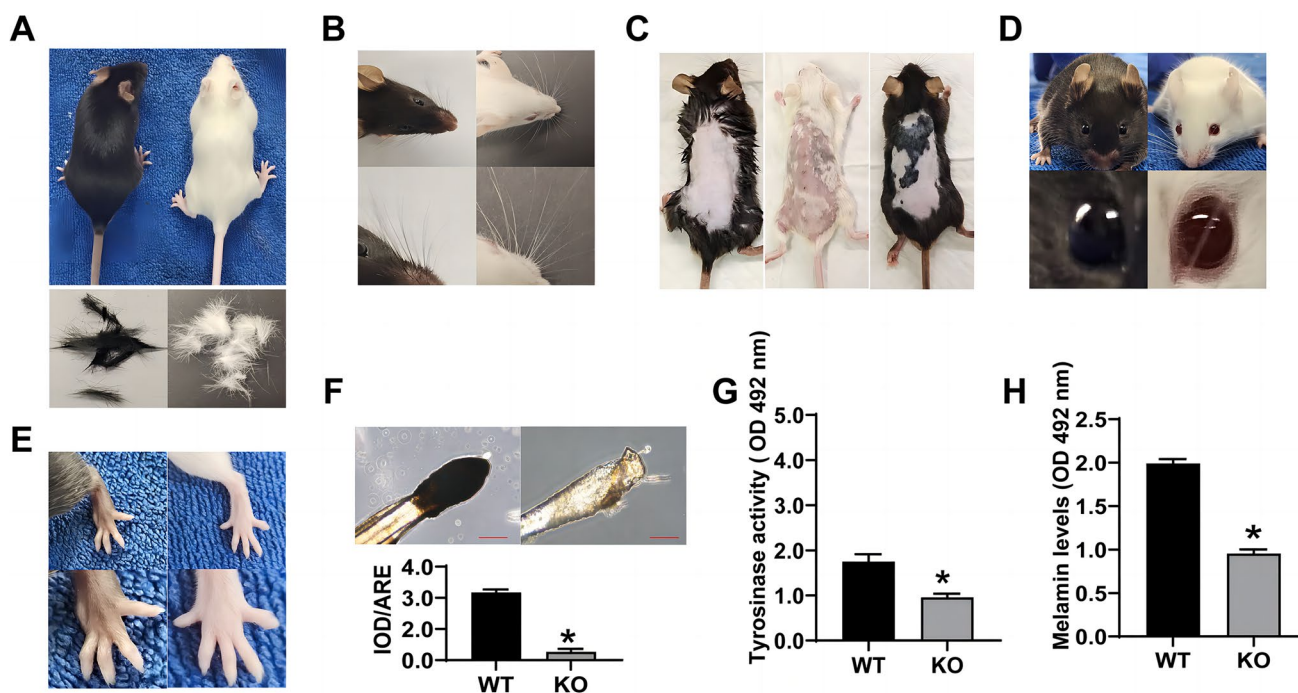 A
B
C
D
E
F
IOD/ARE
4.0
3.0
2.0
1.0
0.0
*
WT
KO
G
Tyrosinase activity ( OD 492 nm)
5.0
4.0
3.0
2.0
1.0
0.0
*
WT
KO
H
Melamin levels (OD 492 nm)
2.5
2.0
1.5
1.0
0.5
0.0
*
WT
KO